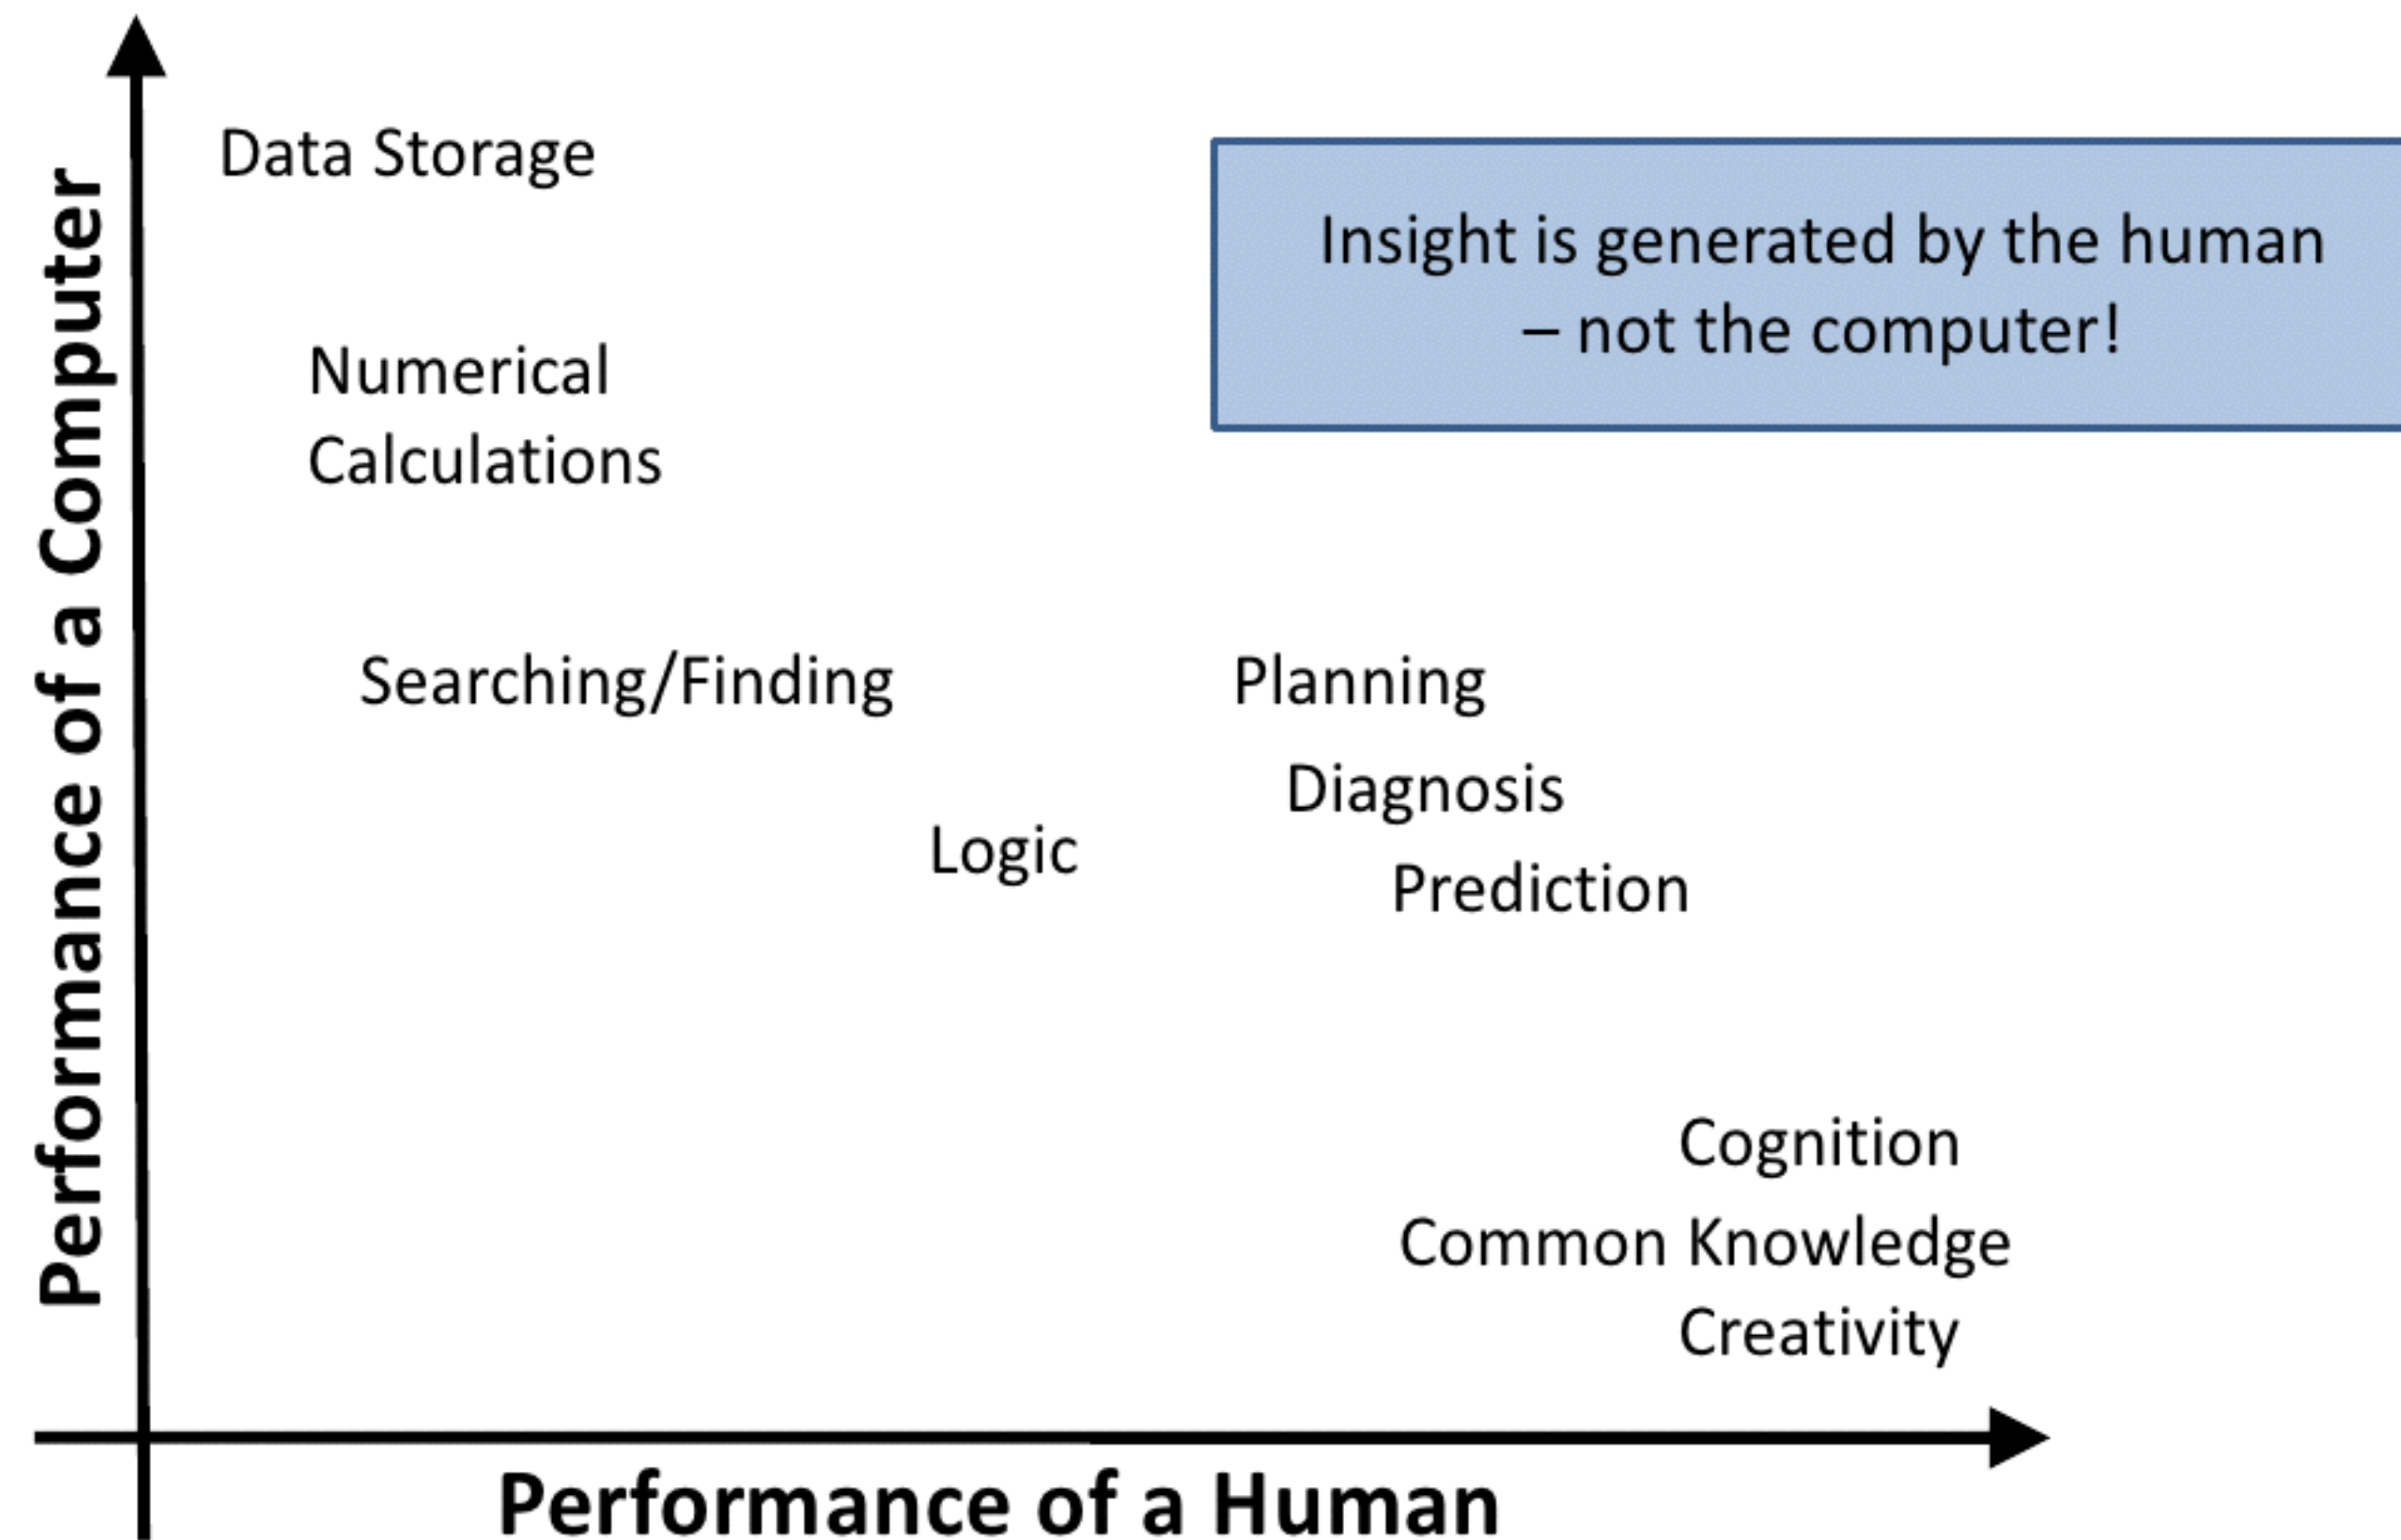 Performance of a Computer
Data Storage
Insight is generated by the human
– not the computer!
Numerical
Calculations
Searching/Finding
Planning
Diagnosis
Logic
Prediction
Cognition
Common Knowledge
Creativity
Performance of a Human